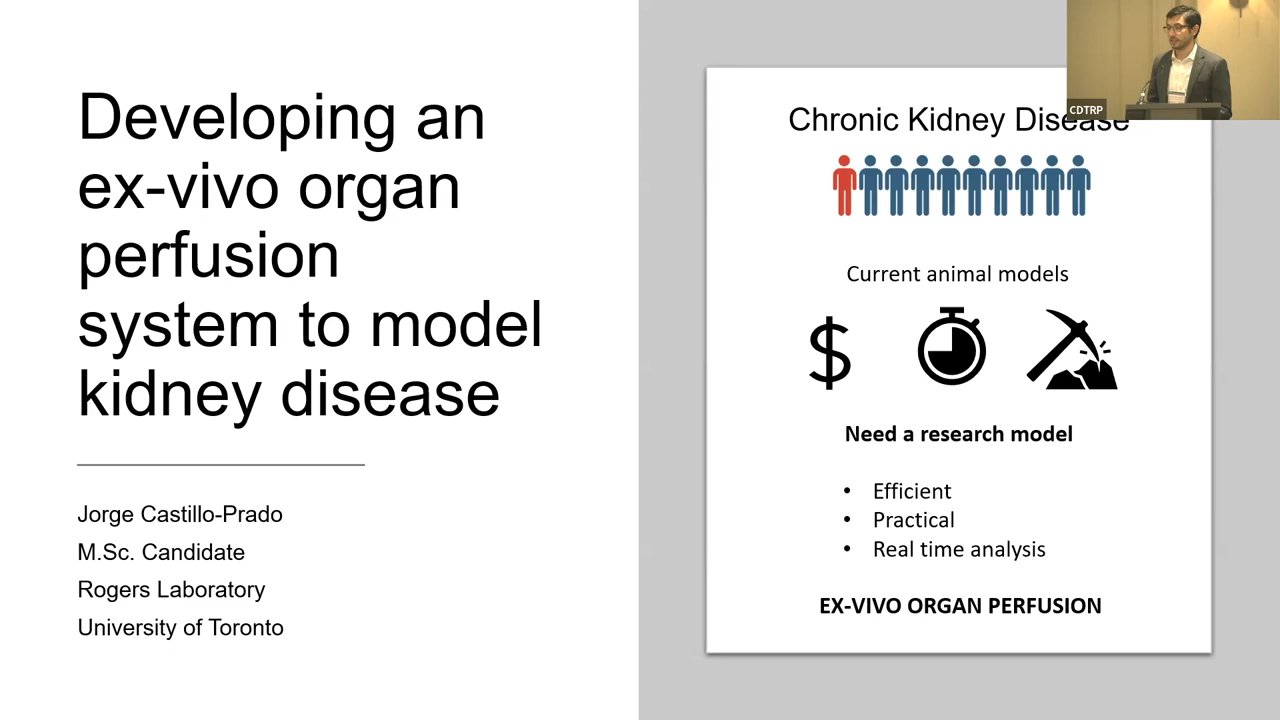 Developing an
ex-vivo organ
perfusion
system to model
kidney disease
Jorge Castillo-Prado
M.Sc. Candidate
Rogers Laboratory
University of Toronto
CDTRP
Chronic Kidney Disease
Current animal models
$
Need a research model
• Efficient
• Practical
• Real time analysis
EX-VIVO ORGAN PERFUSION